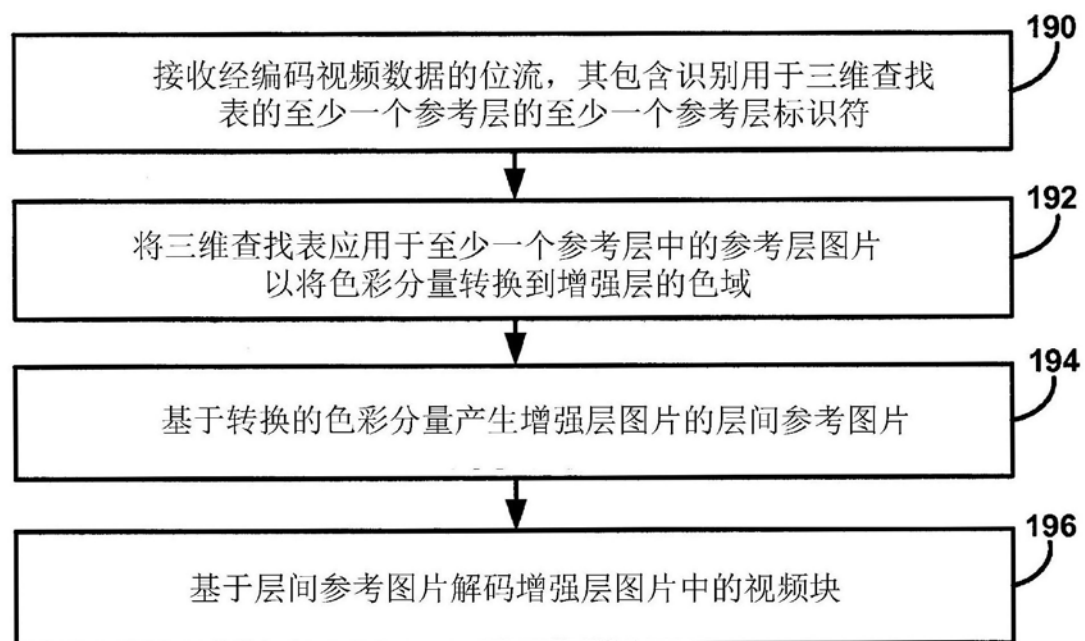 190
接收经编码视频数据的位流，其包含识别用于三维查找
表的至少一个参考层的至少一个参考层标识符
192
将三维查找表应用于至少一个参考层中的参考层图片
以将色彩分量转换到增强层的色域
194
基于转换的色彩分量产生增强层图片的层间参考图片
196
基于层间参考图片解码增强层图片中的视频块